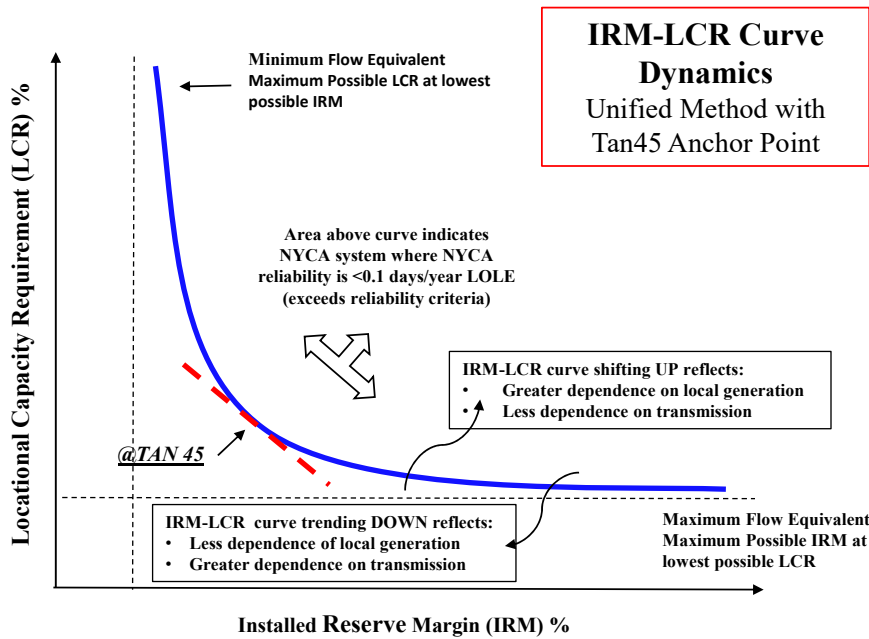 IRM-LCR Curve
Dynamics
Unified Method with
Tan45 Anchor Point
Minimum Flow Equivalent
Maximum Possible LCR at lowest
possible IRM
Locational Capacity Requirement (LCR) %
Area above curve indicates
NYCA system where NYCA
reliability is <0.1 days/year LOLE
(exceeds reliability criteria)
IRM-LCR curve shifting UP reflects:
• Greater dependence on local generation
• Less dependence on transmission
@TAN 45
IRM-LCR curve trending DOWN reflects:
• Less dependence of local generation
• Greater dependence on transmission
Maximum Flow Equivalent
Maximum Possible IRM at
lowest possible LCR
Installed Reserve Margin (IRM) %